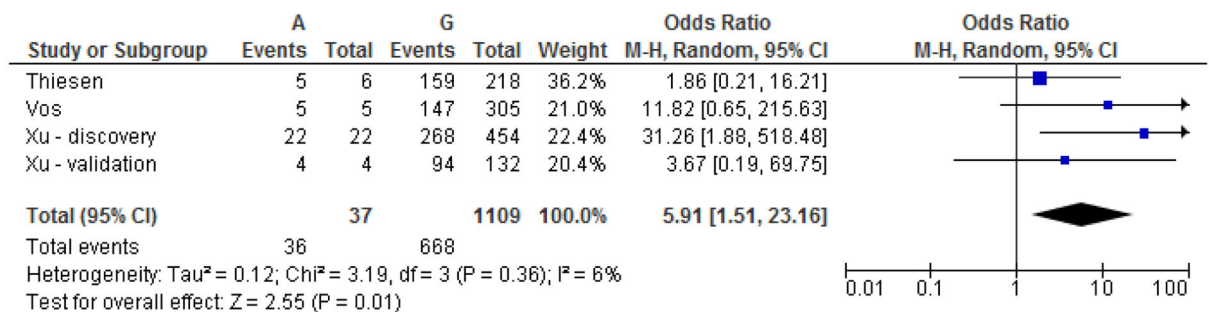 A G Odds Ratio Odds Ratio
Study or Subgroup Events Total Events Total Weight M-H, Random, 95% CI M-H, Random, 95% CI
Thiesen 5 6 159 218 36.2% 1.86 [0.21, 16.21]
Vos 5 5 147 305 21.0% 11.82 [0.65, 215.63]
Xu - discovery 22 22 268 454 22.4% 31.26 [1.88, 518.48]
Xu - validation 4 4 94 132 20.4% 3.67 [0.19, 69.75]
Total (95% CI) 37 1109 100.0% 5.91 [1.51, 23.16]
Total events 36 668
Heterogeneity: Tau² = 0.12; Chi² = 3.19, df = 3 (P = 0.36); I² = 6%
Test for overall effect: Z = 2.55 (P = 0.01)
0.01 0.1 1 10 100